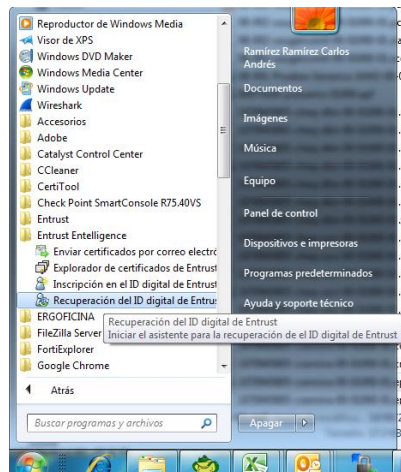 Reproductor de Windows Media
Visor de XPS
Windows DVD Maker
Windows Media Center
Windows Update
Wireshark
Accesorios
Adobe
Catalyst Control Center
CCleaner
CertiTool
Check Point SmartConsole R75.40VS
Entrust
Entrust Entelligence
Enviar certificados por correo electró
Explorador de certificados de Entrust
Inscripción en el ID digital de Entrust
Recuperación del ID digital de Entrus
ERGOFICINA
FileZilla Server
FortiExplorer
Google Chrome
Recuperación del ID digital de Entrust
Iniciar el asistente para la recuperación de el ID digital de Entrust
Atrás
Buscar programas y archivos
Ramírez Ramírez Carlos
Andrés
Documentos
Imágenes
Música
Equipo
Panel de control
Dispositivos e impresoras
Programas predeterminados
Ayuda y soporte técnico
Apagar